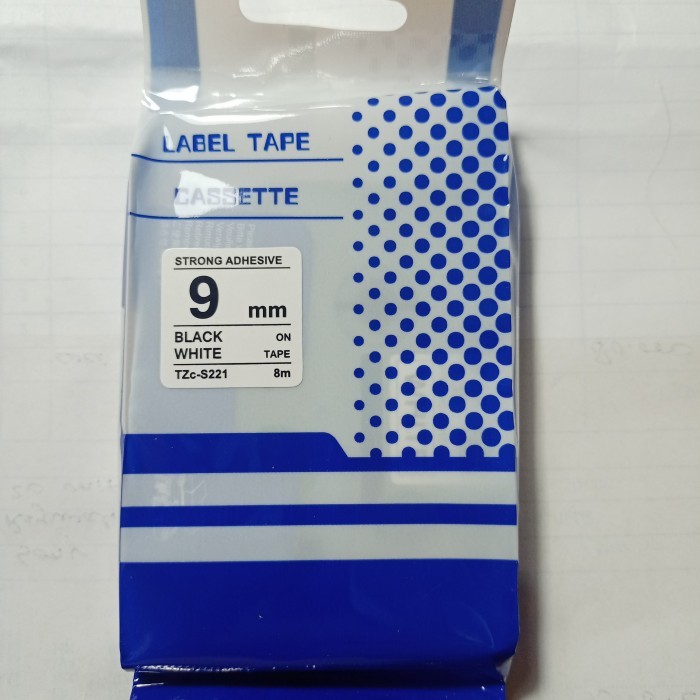 LABEL TAPE
CASSETTE
STRONG ADHESIVE
9 mm
BLACK ON
WHITE TAPE
TZc-S221 8m